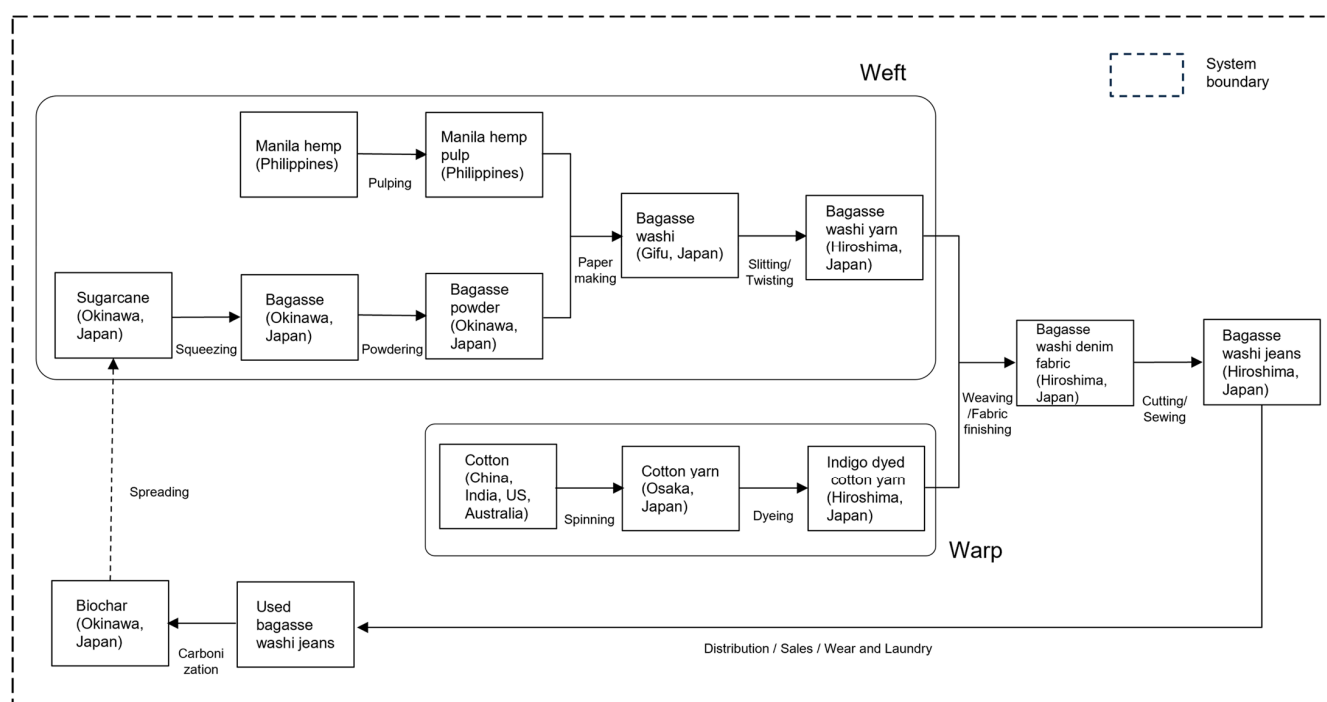 Weft
System
boundary
Manila hemp
(Philippines)
Pulping
Manila hemp
pulp
(Philippines)
Sugarcane
(Okinawa,
Japan)
Squeezing
Bagasse
(Okinawa,
Japan)
Powdering
Bagasse
powder
(Okinawa,
Japan)
Paper
making
Bagasse
washi
(Gifu, Japan)
Slitting/
Twisting
Bagasse
washi yarn
(Hiroshima,
Japan)
Weaving
/Fabric
finishing
Bagasse
washi denim
fabric
(Hiroshima,
Japan)
Cutting/
Sewing
Bagasse
washi jeans
(Hiroshima,
Japan)
Cotton
(China,
India, US,
Australia)
Spinning
Cotton yarn
(Osaka,
Japan)
Dyeing
Indigo dyed
cotton yarn
(Hiroshima,
Japan)
Warp
Spreading
Biochar
(Okinawa,
Japan)
Carboni
zation
Used
bagasse
washi jeans
Distribution / Sales / Wear and Laundry